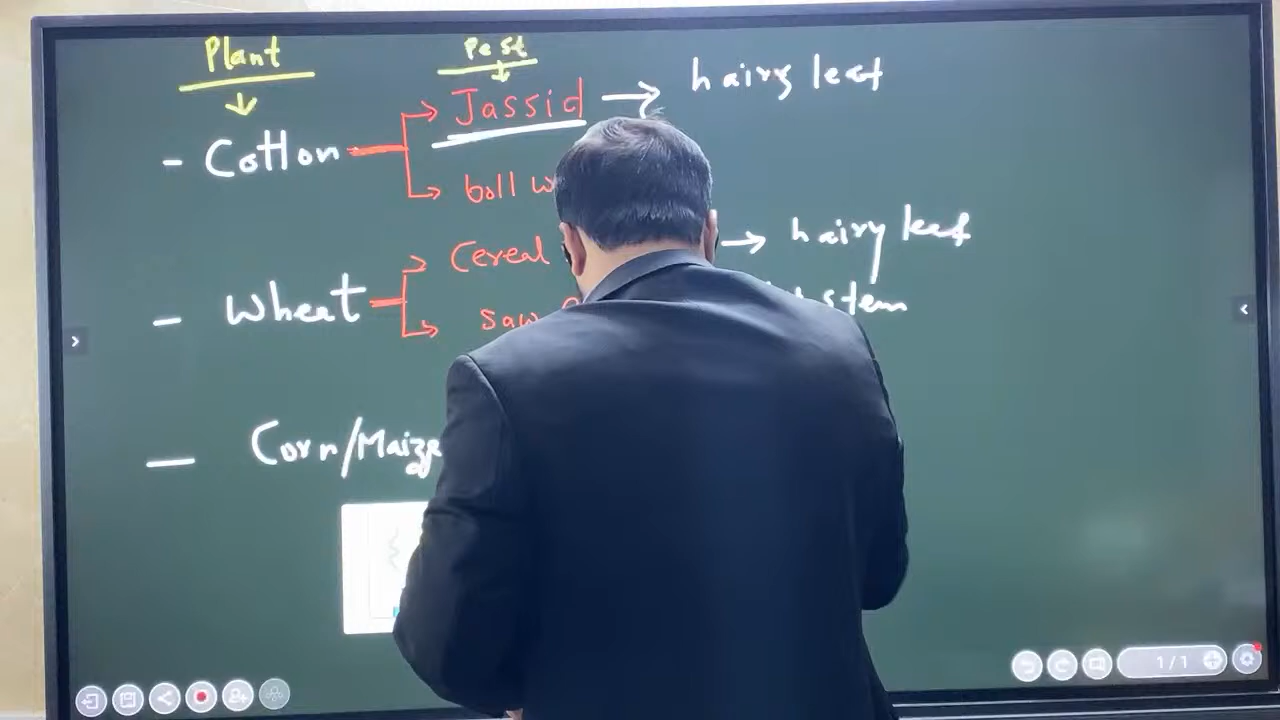 Plant Pest
Jassid → hairy leaf
- Cotton
boll
Cereal → hairy leaf
- Wheat
saw stem
- Corn/Maize
1/1